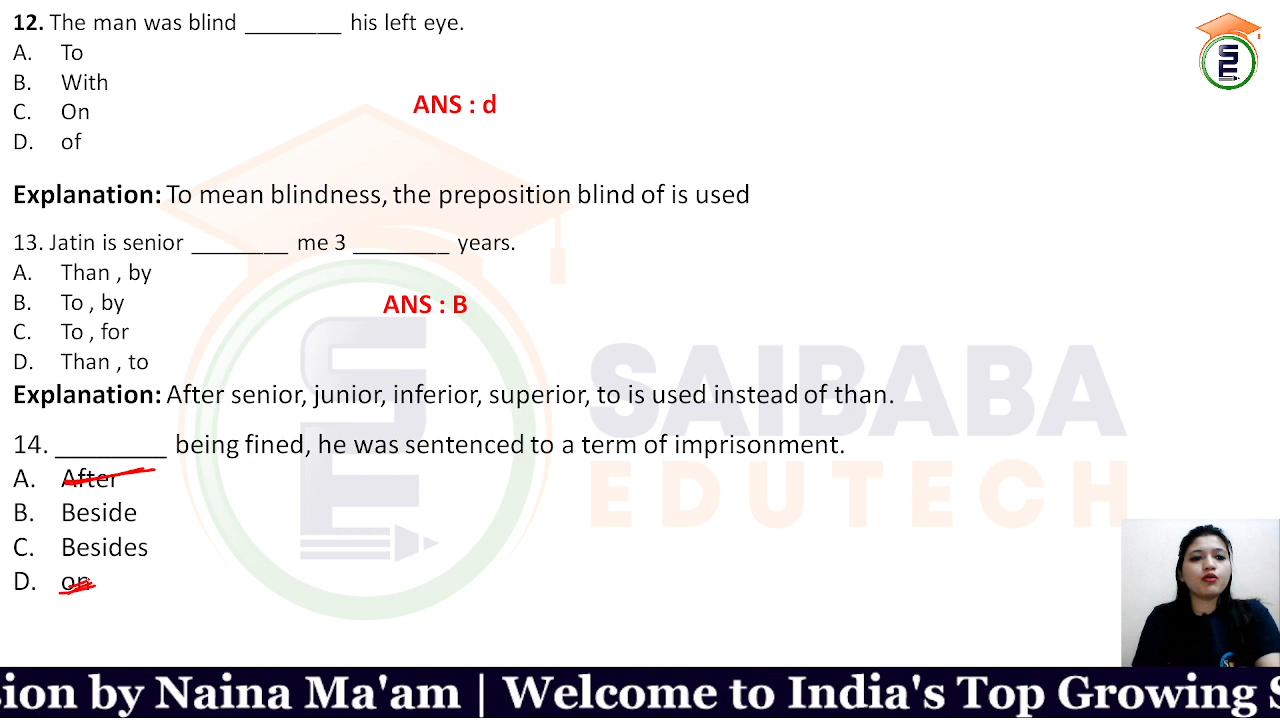 12. The man was blind ________ his left eye.
A. To
B. With
C. On
D. of
ANS : d
Explanation: To mean blindness, the preposition blind of is used
13. Jatin is senior ________ me 3 ________ years.
A. Than , by
B. To , by
C. To , for
D. Than , to
ANS : B
Explanation: After senior, junior, inferior, superior, to is used instead of than.
14. _________ being fined, he was sentenced to a term of imprisonment.
A. After
B. Beside
C. Besides
D. on
SAIBABA
EDUTECH
ion by Naina Ma'am | Welcome to India's Top Growing S